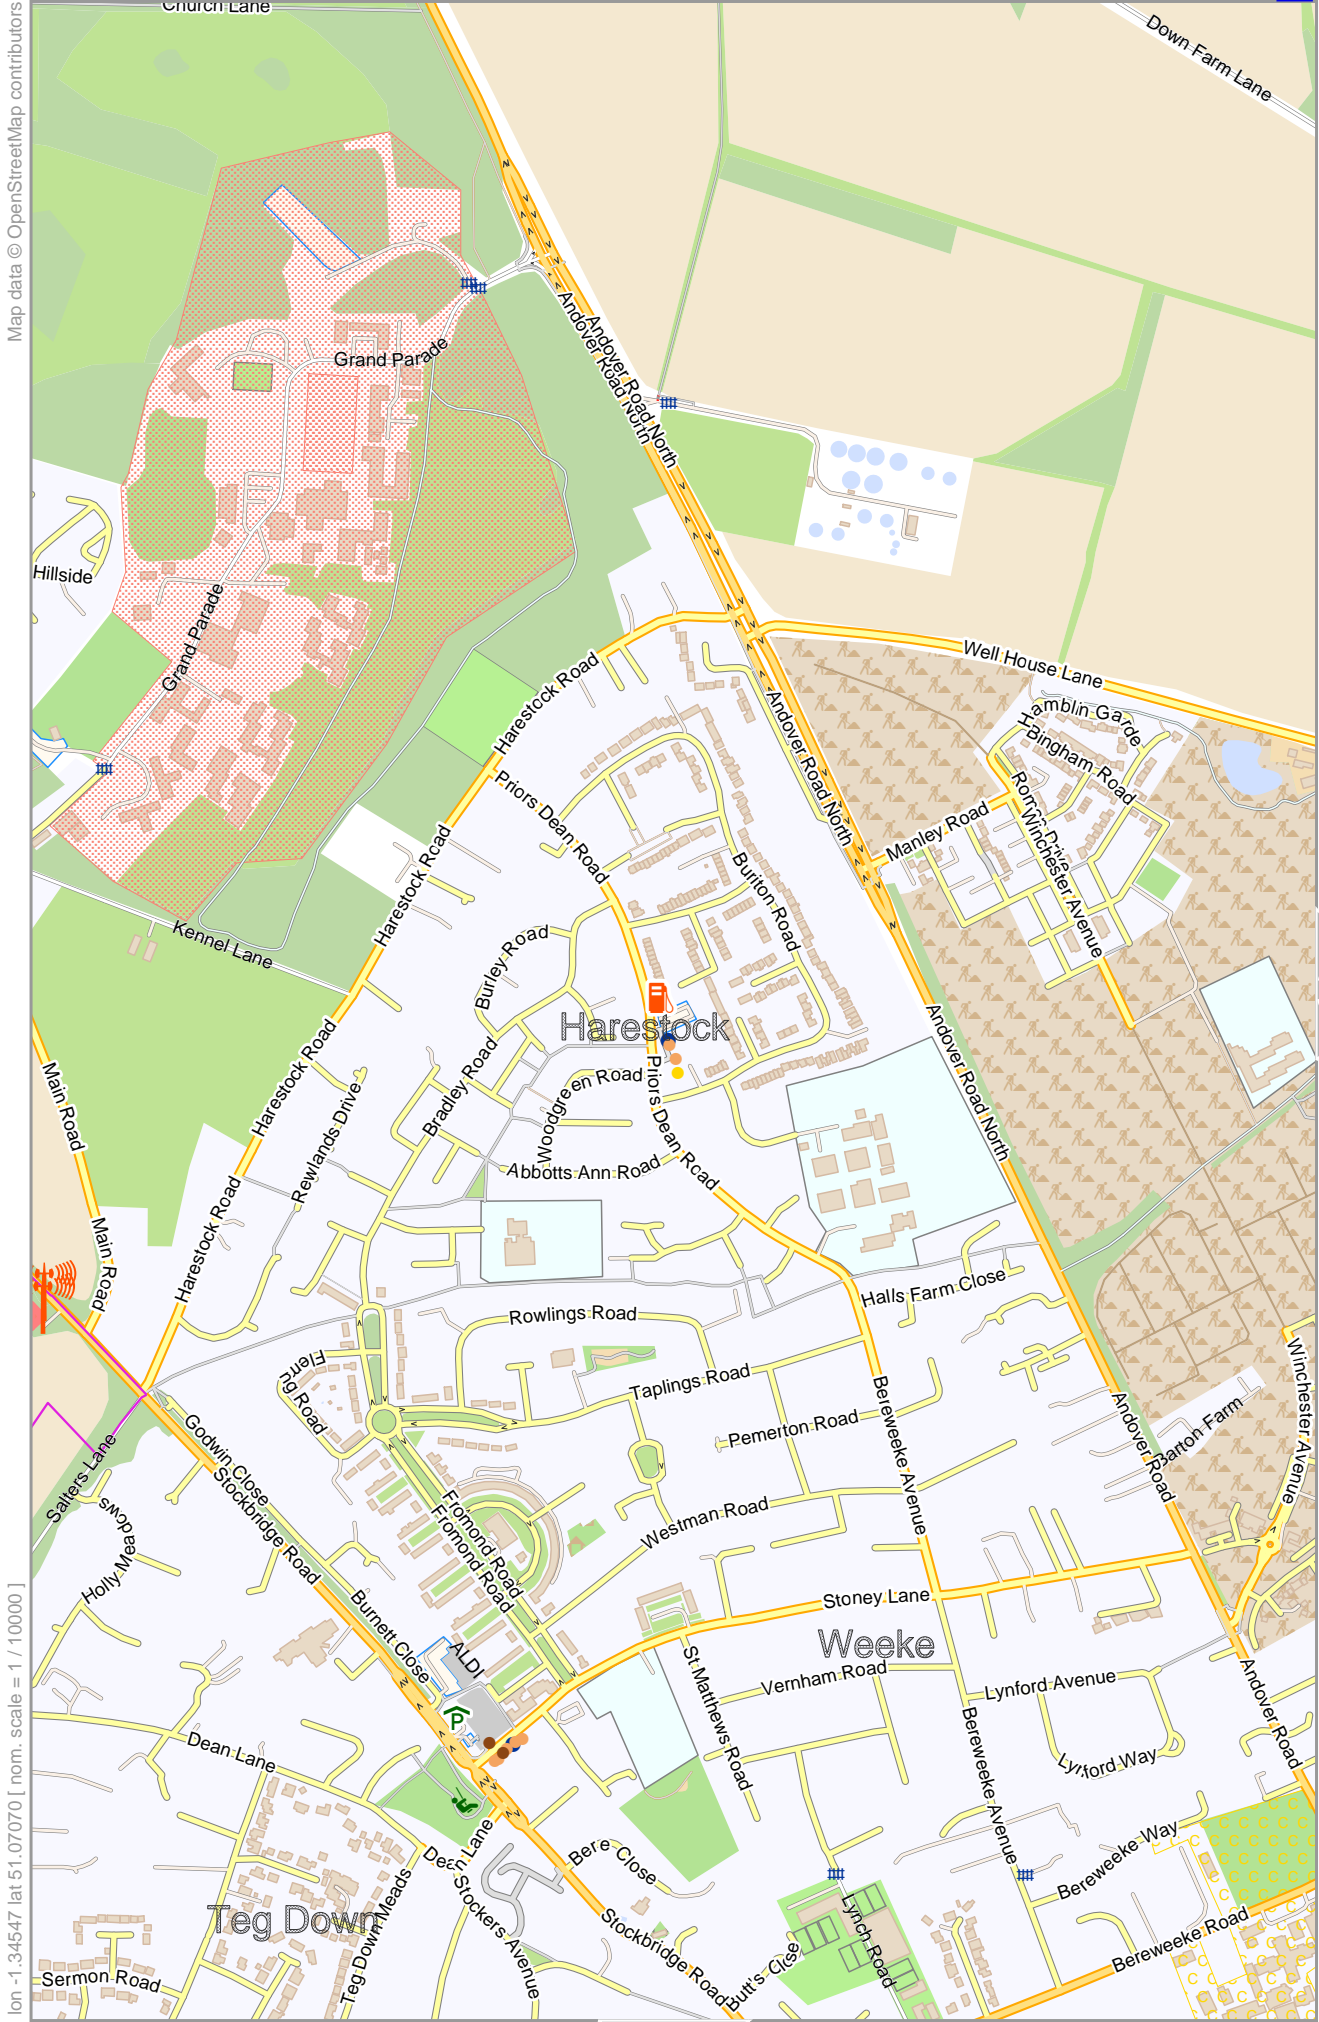 Church Lane
Down Farm Lane
Map data © OpenStreetMap contributors
Andover Road North
Andover Road North
Grand Parade
Hillside
Grand Parade
Well House Lane
Harestock Road
Hamblin Garde
Bingham Road
Andover Road North
Priors Dean Road
Manley Road
Winchester Avenue
Harestock Road
Buriton Road
Kennel Lane
Burley Road
Harestock
Andover Road North
Harestock Road
Main Road
Bradley Road
Woodgreen Road
Priors Dean Road
Rewlands Drive
Abbotts Ann Road
Harestock Road
Main Road
Halls Farm Close
Rowlings Road
Fleming Road
Taplings Road
Bereweeke Avenue
Pemerton Road
Andover Road
Barton Farm
Winchester Avenue
Godwin Close
Salters Lane
Stockbridge Road
Fromond Road
Fromond Road
Westman Road
Holly Meadows
Burnett Close
Stoney Lane
Weeke
ALDI
St Matthews Road
Vernham Road
Lynford Avenue
Andover Road
P
Bereweeke Avenue
Lynford Way
Dean Lane
Dean Lane
Bere Close
Bereweeke Way
Teg Down
Teg Down Meads
Stockers Avenue
Stockbridge Road
Lynch Road
Butt's Close
Bereweeke Road
Sermon Road
lon -1.34547 lat 51.07070 [ nom. scale = 1 / 10000 ]